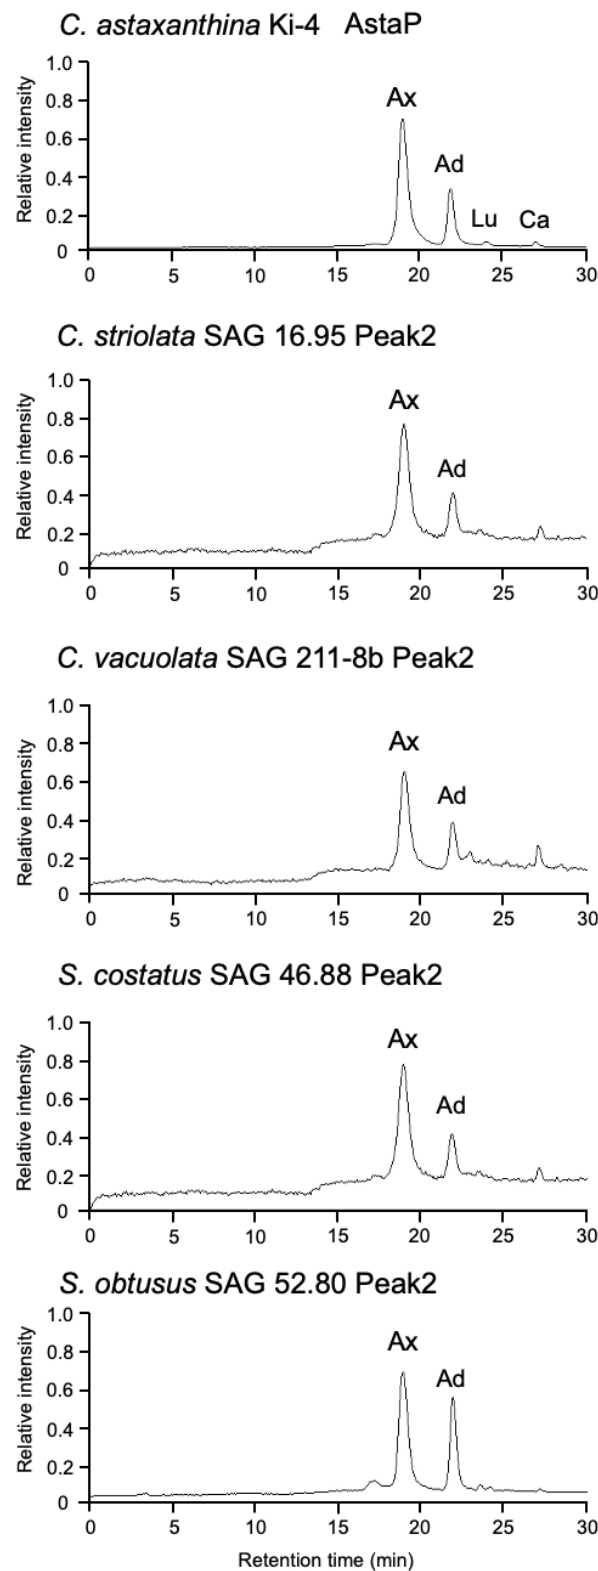 C. astaxanthina Ki-4 AstaP
Relative intensity
1.0
0.8
0.6
0.4
0.2
0
Ax
Ad
Lu
Ca
0 5 10 15 20 25 30
C. striolata SAG 16.95 Peak2
Relative intensity
1.0
0.8
0.6
0.4
0.2
0
Ax
Ad
0 5 10 15 20 25 30
C. vacuolata SAG 211-8b Peak2
Relative intensity
1.0
0.8
0.6
0.4
0.2
0
Ax
Ad
0 5 10 15 20 25 30
S. costatus SAG 46.88 Peak2
Relative intensity
1.0
0.8
0.6
0.4
0.2
0
Ax
Ad
0 5 10 15 20 25 30
S. obtusus SAG 52.80 Peak2
Relative intensity
1.0
0.8
0.6
0.4
0.2
0
Ax
Ad
0 5 10 15 20 25 30
Retention time (min)